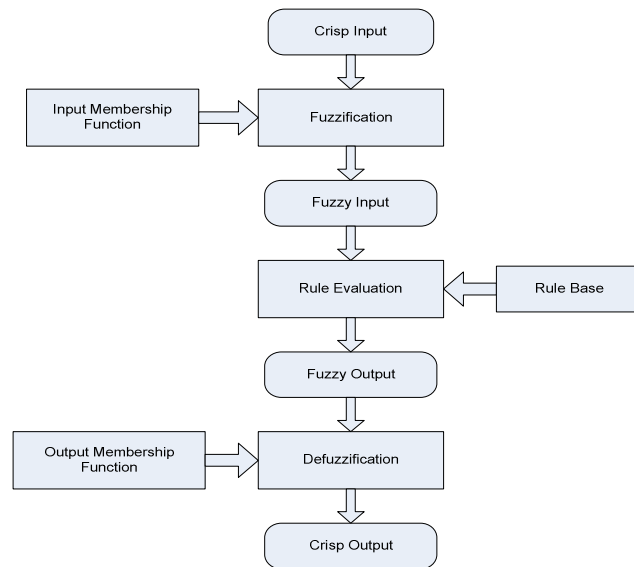 Crisp Input
Input Membership
Function
Fuzzification
Fuzzy Input
Rule Evaluation
Rule Base
Fuzzy Output
Output Membership
Function
Defuzzification
Crisp Output